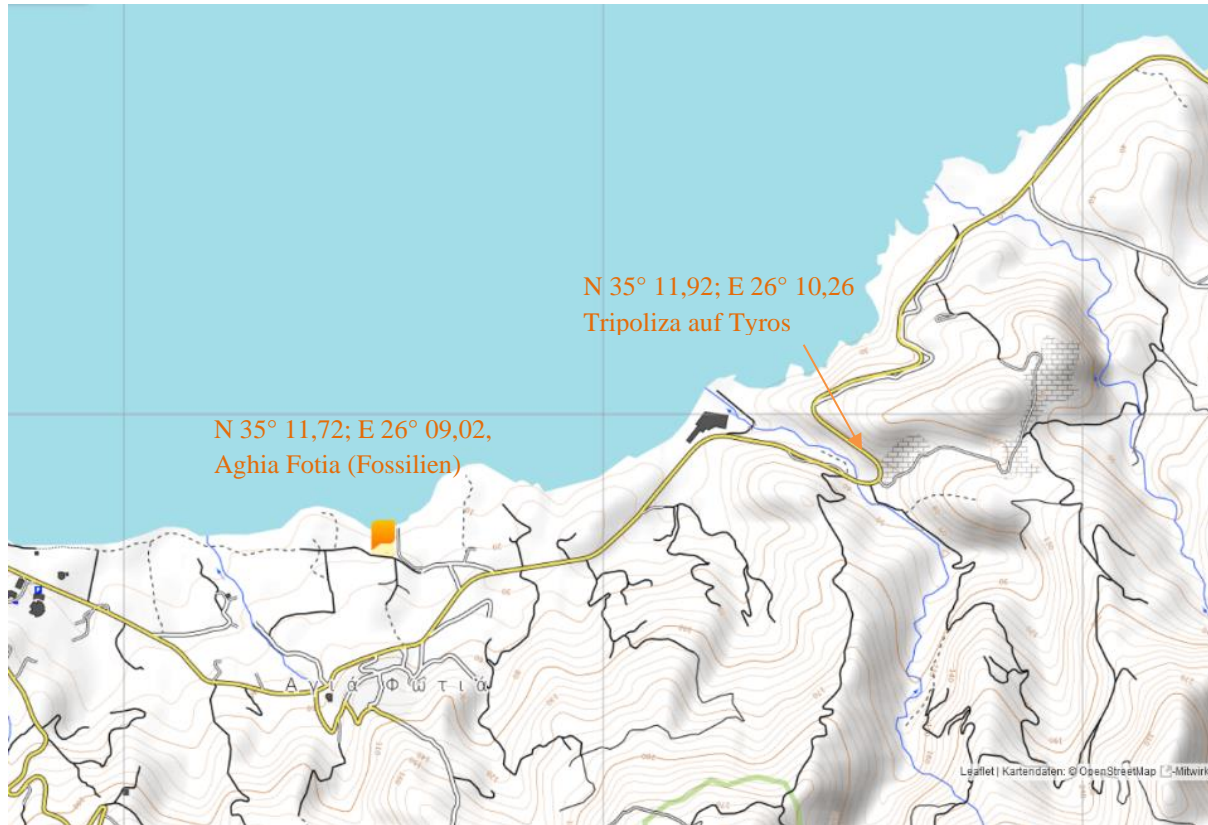 N 35° 11,92; E 26° 10,26
Tripoliza auf Tyros
N 35° 11,72; E 26° 09,02,
Aghia Fotia (Fossilien)
Αγιά Φωτιά
Leaflet | Kartendaten: © OpenStreetMap -Mitwirk